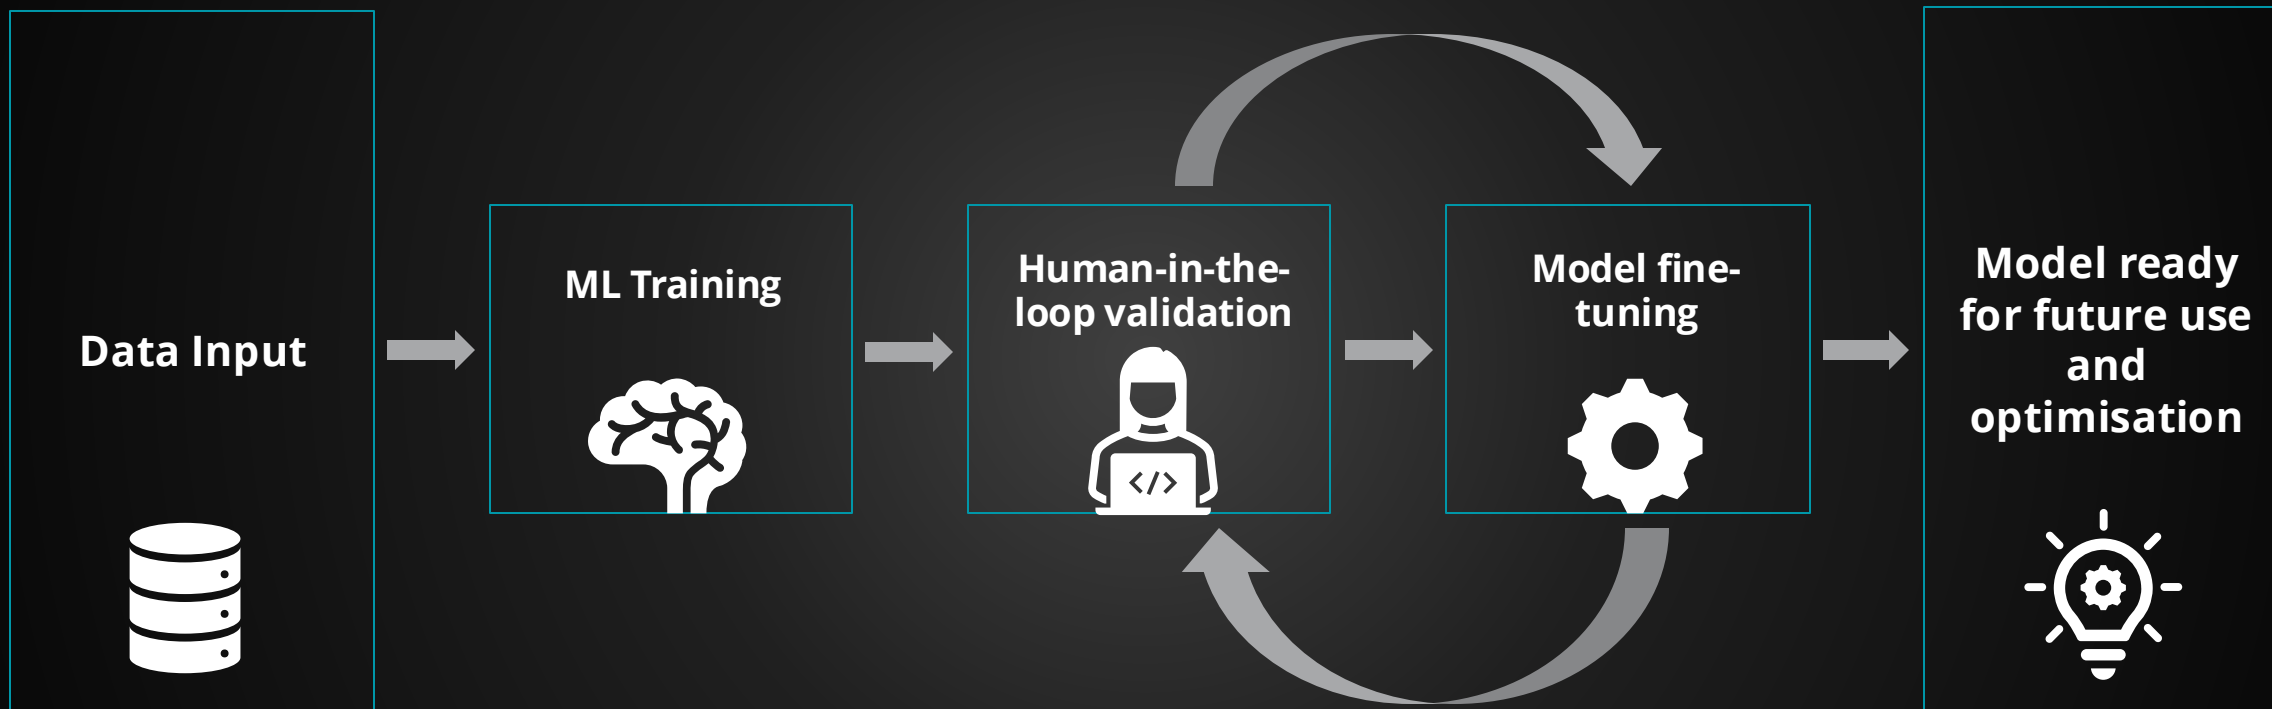 Data Input
ML Training
Human-in-the-
loop validation
</>
Model fine-
tuning
Model ready
for future use
and
optimisation